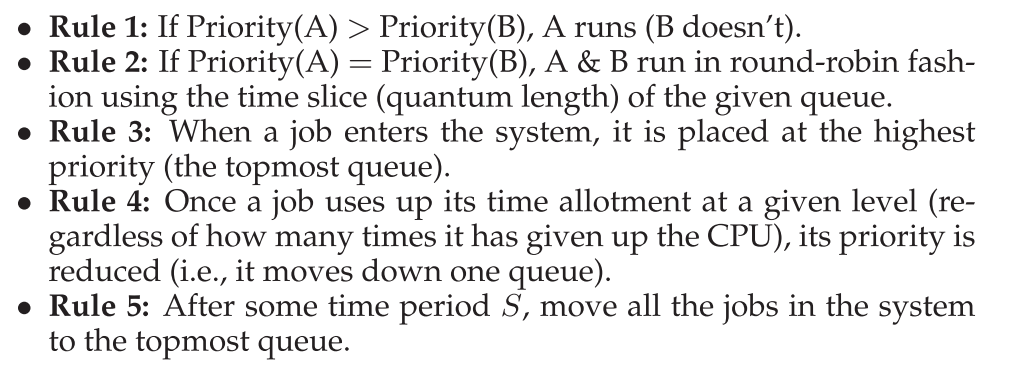 • Rule 1: If Priority(A) > Priority(B), A runs (B doesn't).
• Rule 2: If Priority(A) = Priority(B), A & B run in round-robin fash-
ion using the time slice (quantum length) of the given queue.
• Rule 3: When a job enters the system, it is placed at the highest
priority (the topmost queue).
• Rule 4: Once a job uses up its time allotment at a given level (re-
gardless of how many times it has given up the CPU), its priority is
reduced (i.e., it moves down one queue).
• Rule 5: After some time period S, move all the jobs in the system
to the topmost queue.